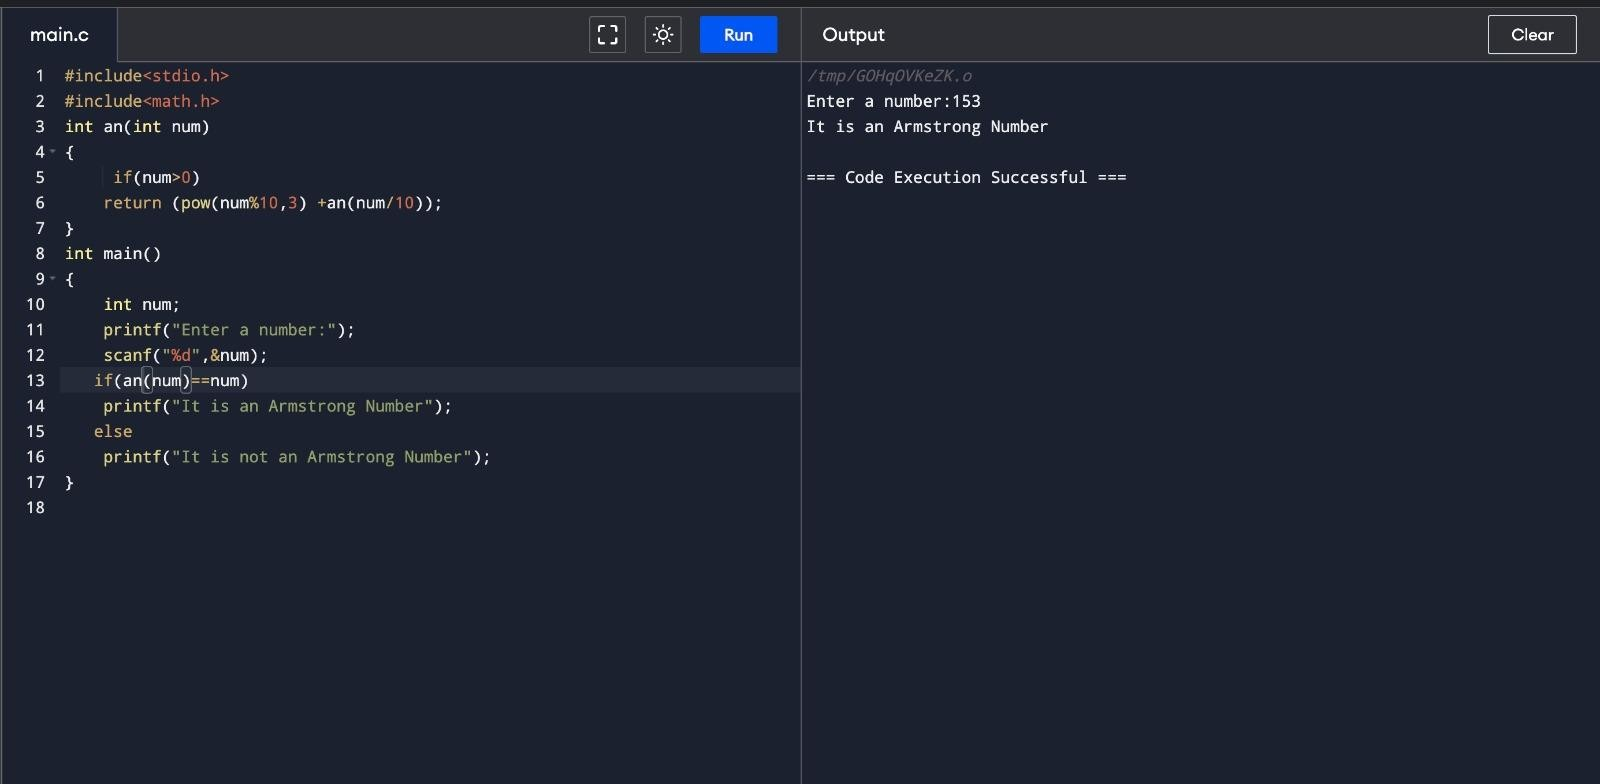 main.c
Run
Output
Clear
1 #include<stdio.h>
2 #include<math.h>
3 int an(int num)
4 {
5      if(num>0)
6     return (pow(num%10,3) +an(num/10));
7 }
8 int main()
9 {
10     int num;
11     printf("Enter a number:");
12     scanf("%d",&num);
13    if(an(num)==num)
14     printf("It is an Armstrong Number");
15    else
16     printf("It is not an Armstrong Number");
17 }
18
/tmp/GOHqOVKeZK.o
Enter a number:153
It is an Armstrong Number
=== Code Execution Successful ===